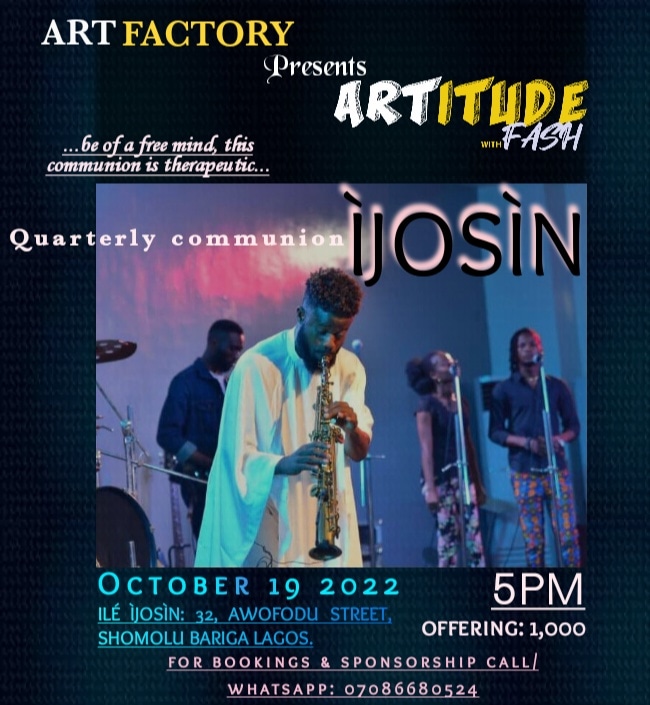 ART FACTORY
Presents
ARTITUDE
WITH FASH
...be of a free mind, this
communion is therapeutic...
Quarterly communion ÌJOSÌN
OCTOBER 19 2022
5PM
ILÉ ÌJOSÌN: 32, AWOFODU STREET,
SHOMOLU BARIGA LAGOS.
OFFERING: 1,000
FOR BOOKINGS & SPONSORSHIP CALL/
WHATSAPP: 07086680524